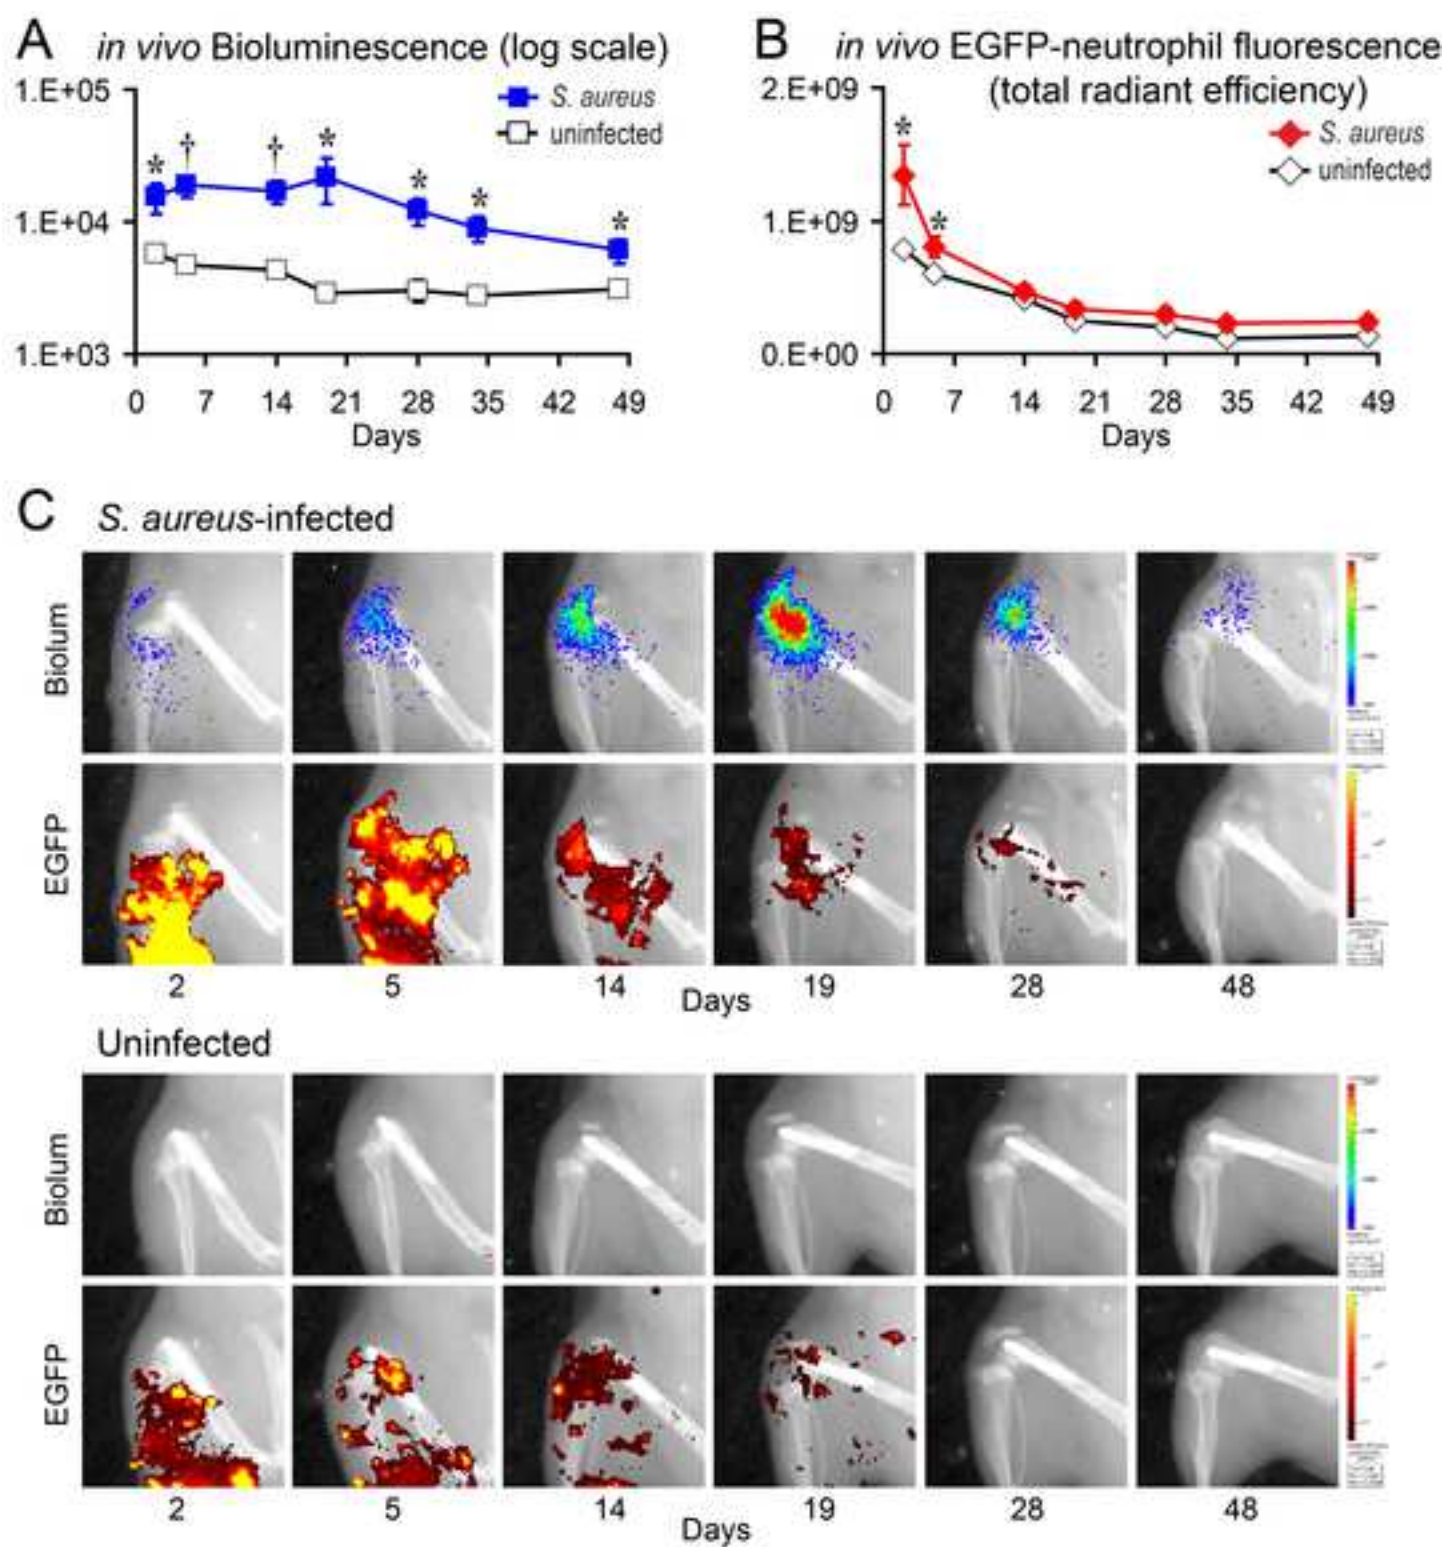 A in vivo Bioluminescence (log scale)
1.E+05
S. aureus
uninfected
* † † * * * *
1.E+04
1.E+03
0 7 14 21 28 35 42 49
Days
B in vivo EGFP-neutrophil fluorescence
(total radiant efficiency)
2.E+09
S. aureus
uninfected
* *
1.E+09
0.E+00
0 7 14 21 28 35 42 49
Days
C S. aureus-infected
Biolum
EGFP
2 5 14 19 28 48
Days
Uninfected
Biolum
EGFP
2 5 14 19 28 48
Days